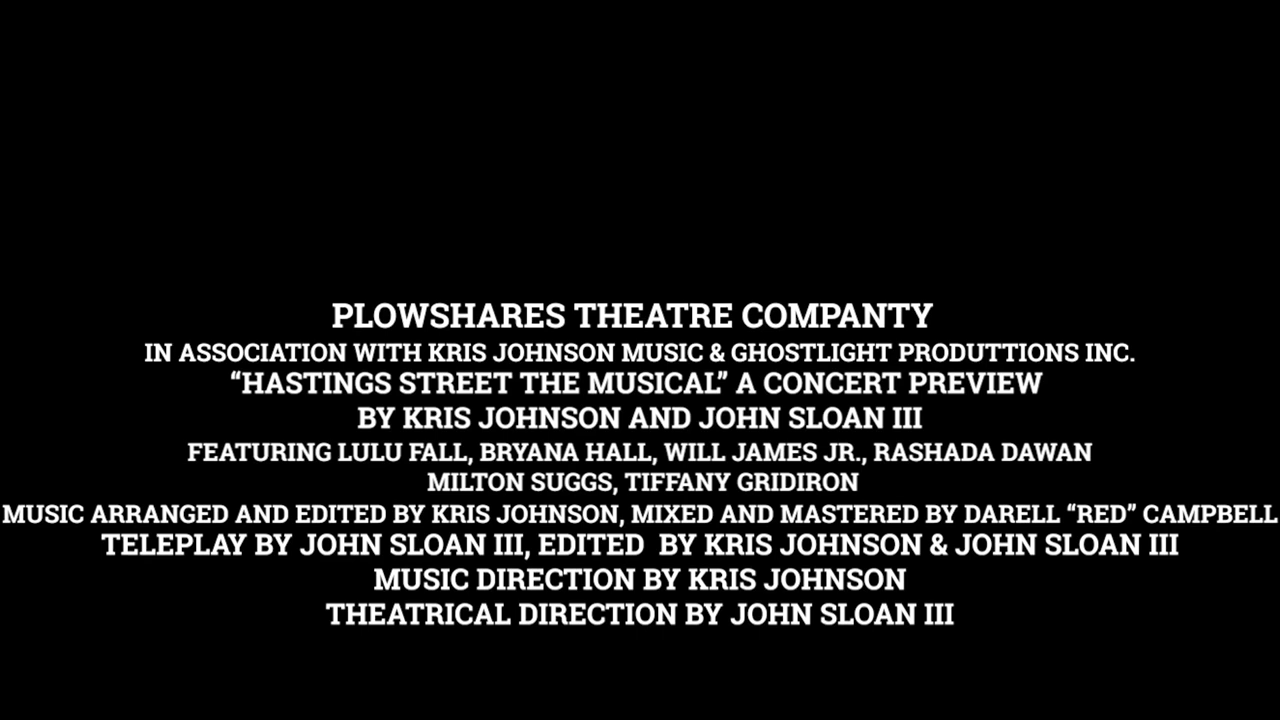 PLOWSHARES THEATRE COMPANTY
IN ASSOCIATION WITH KRIS JOHNSON MUSIC & GHOSTLIGHT PRODUTTIONS INC.
“HASTINGS STREET THE MUSICAL” A CONCERT PREVIEW
BY KRIS JOHNSON AND JOHN SLOAN III
FEATURING LULU FALL, BRYANA HALL, WILL JAMES JR., RASHADA DAWAN
MILTON SUGGS, TIFFANY GRIDIRON
MUSIC ARRANGED AND EDITED BY KRIS JOHNSON, MIXED AND MASTERED BY DARELL “RED” CAMPBELL
TELEPLAY BY JOHN SLOAN III, EDITED  BY KRIS JOHNSON & JOHN SLOAN III
MUSIC DIRECTION BY KRIS JOHNSON
THEATRICAL DIRECTION BY JOHN SLOAN III